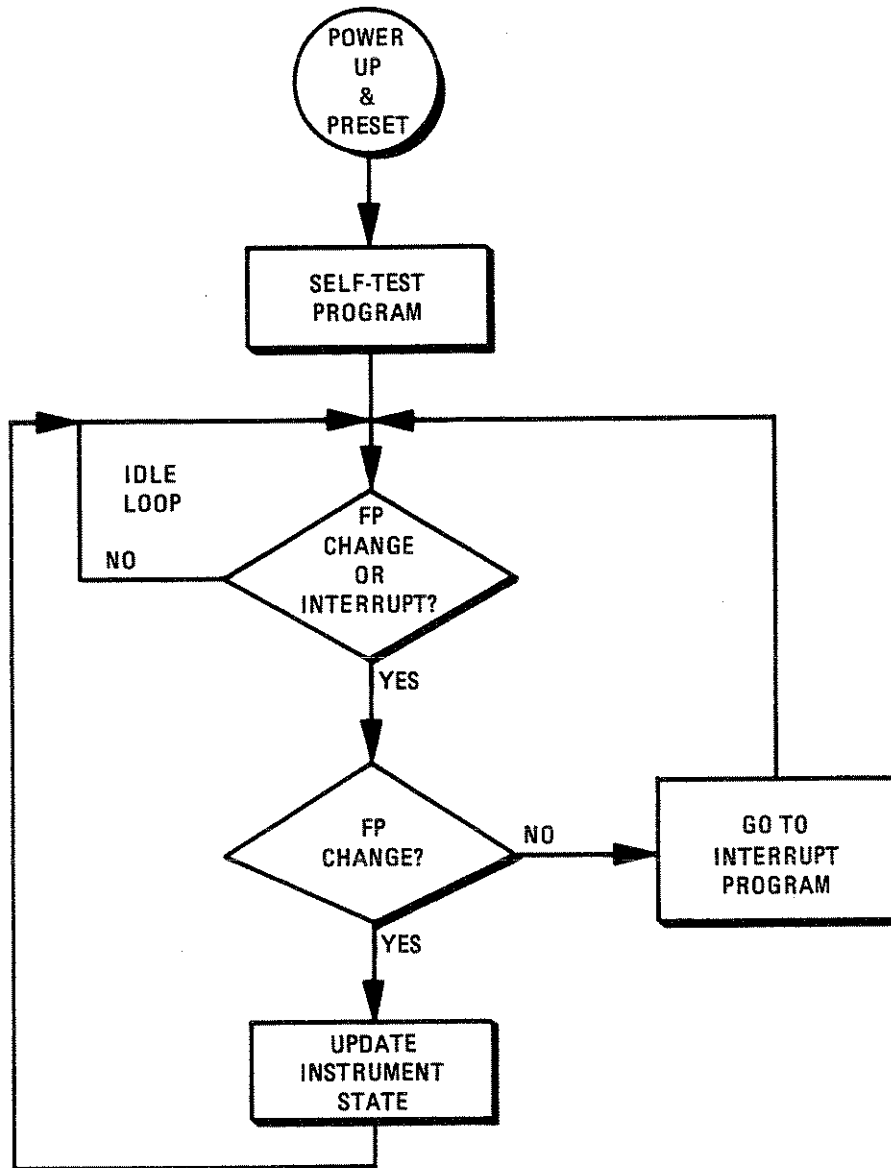 POWER
UP
&
PRESET
SELF-TEST
PROGRAM
IDLE
LOOP
FP
CHANGE
OR
INTERRUPT?
NO
YES
FP
CHANGE?
NO
GO TO
INTERRUPT
PROGRAM
YES
UPDATE
INSTRUMENT
STATE